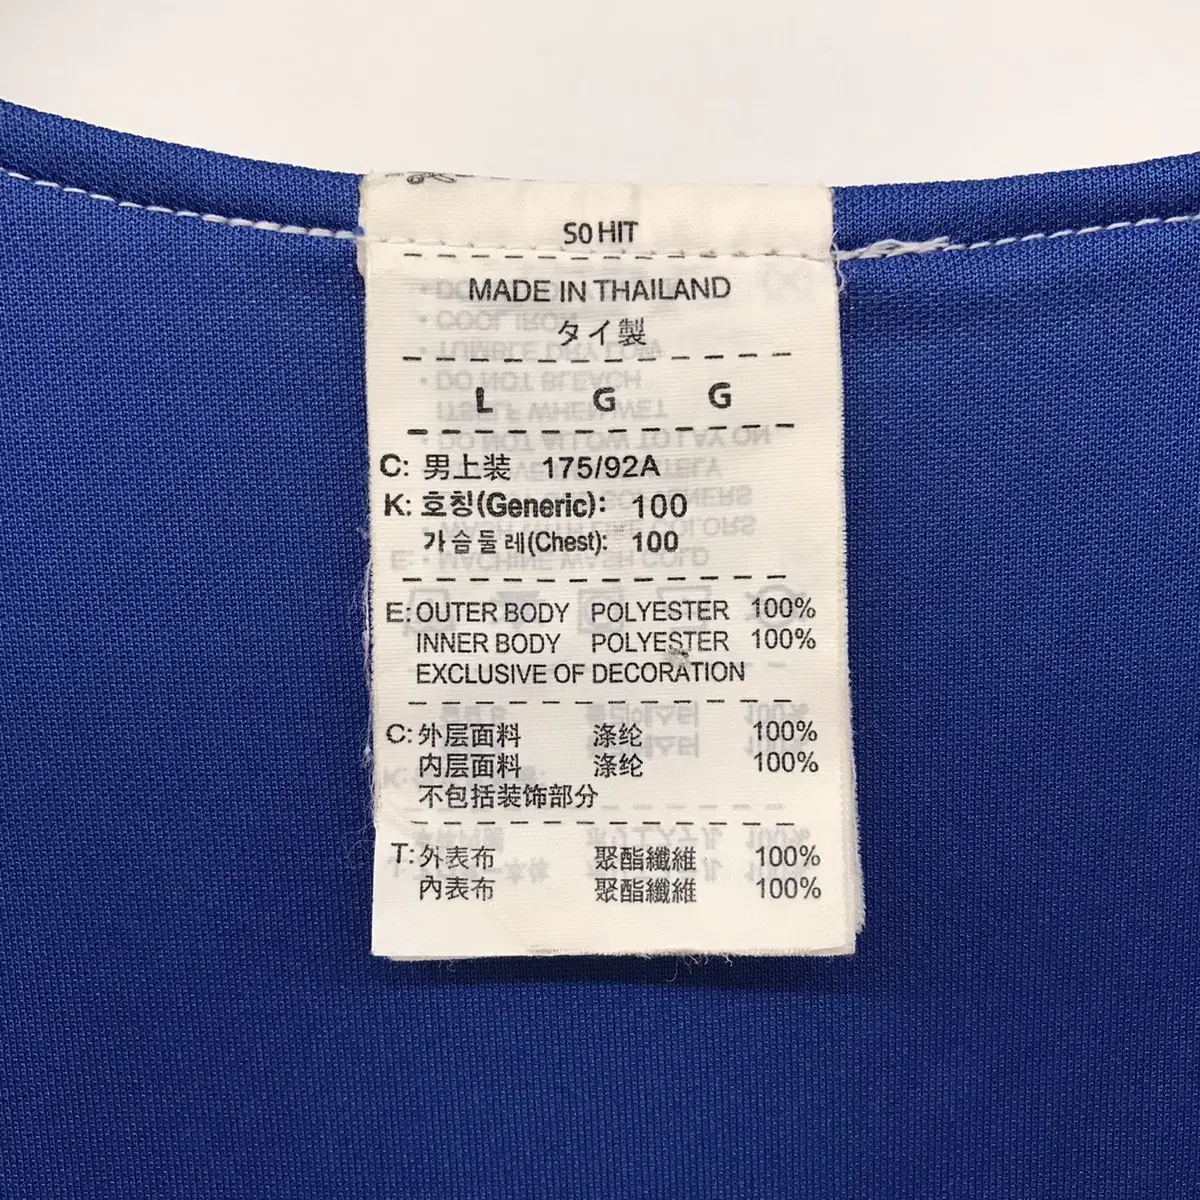 SO HIT
MADE IN THAILAND
タイ製
L G G
C: 男上装 175/92A
K: 호칭(Generic): 100
가슴둘레(Chest): 100
E: OUTER BODY POLYESTER 100%
INNER BODY POLYESTER 100%
EXCLUSIVE OF DECORATION
C: 外层面料 涤纶 100%
内层面料 涤纶 100%
不包括装饰部分
T: 外表布 聚酯纖維 100%
內表布 聚酯纖維 100%